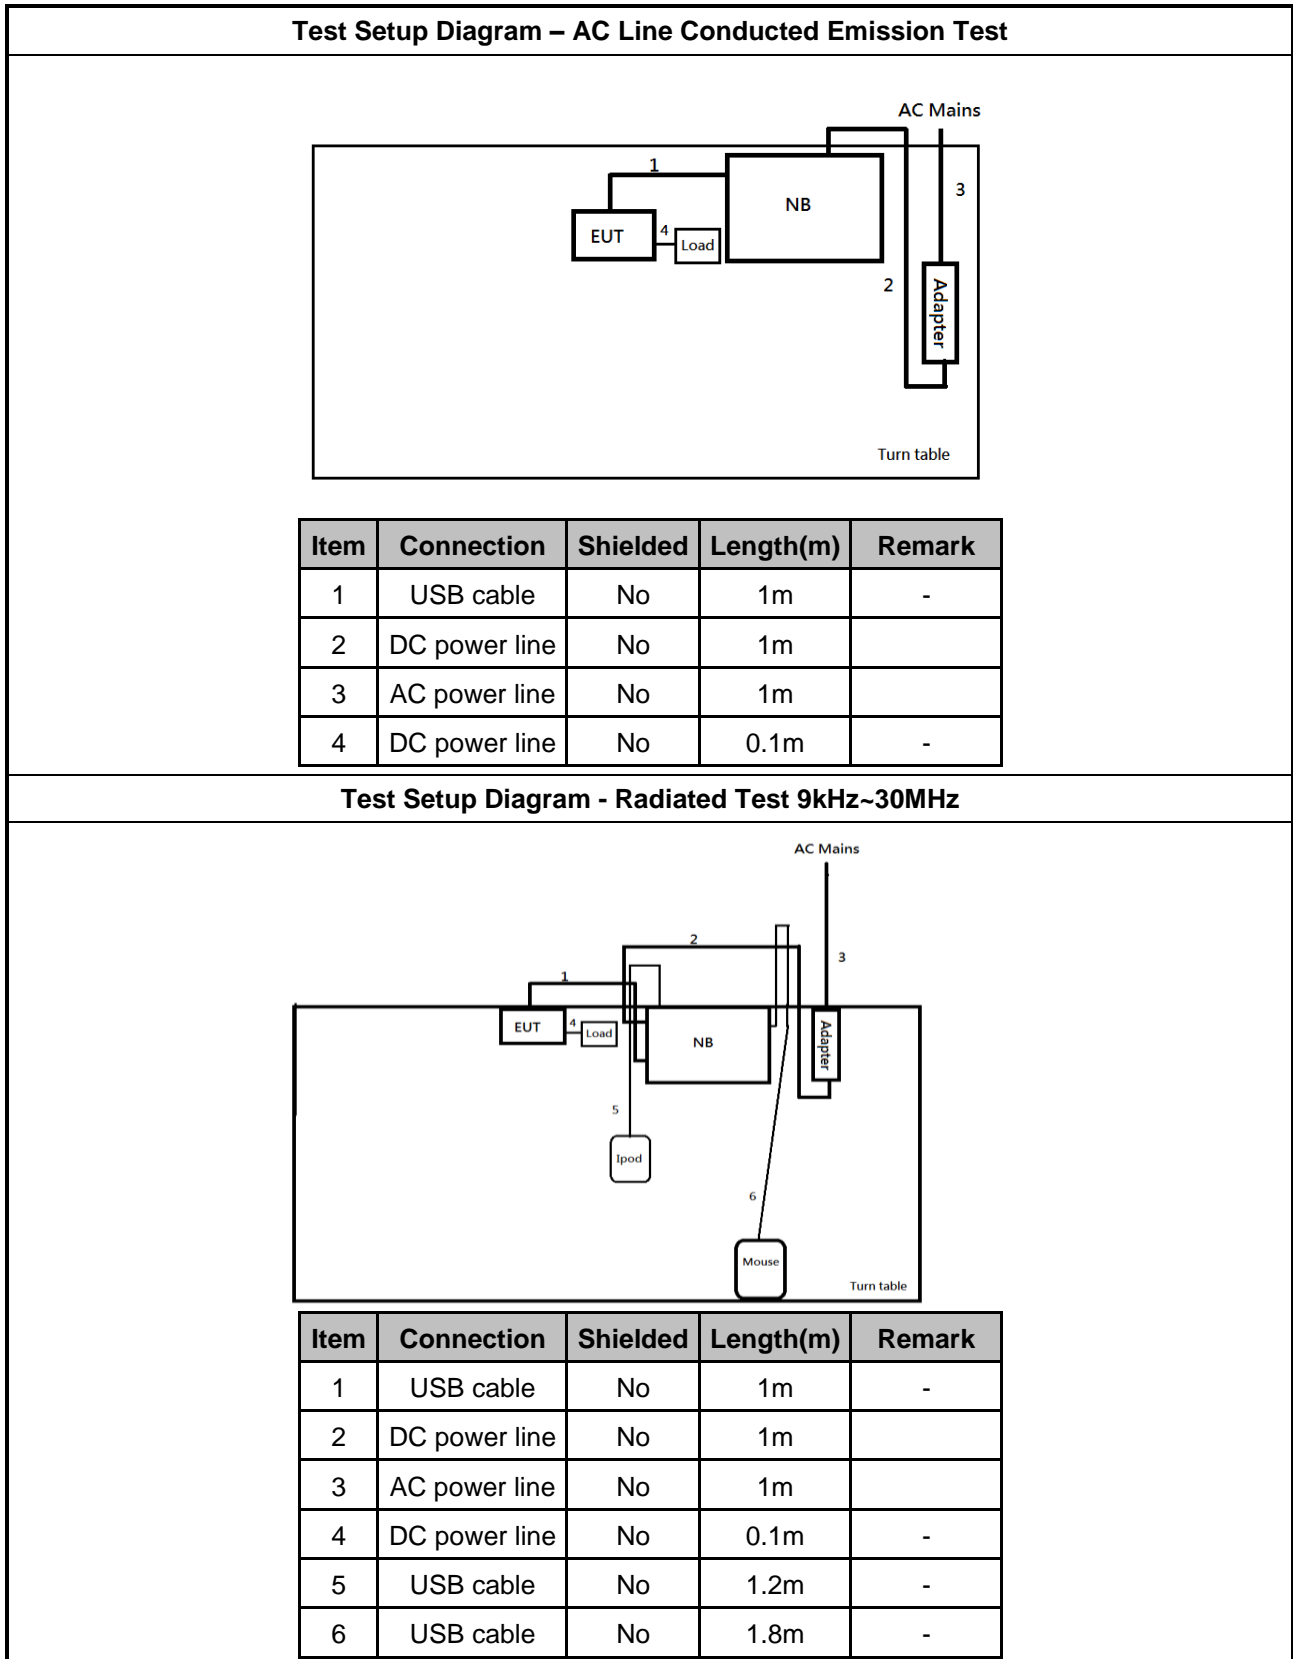 Test Setup Diagram – AC Line Conducted Emission Test
AC Mains
1
3
NB
EUT
4
Load
2
Adapter
Turn table
Item Connection Shielded Length(m) Remark
1 USB cable No 1m -
2 DC power line No 1m
3 AC power line No 1m
4 DC power line No 0.1m -
Test Setup Diagram - Radiated Test 9kHz~30MHz
AC Mains
2
3
1
EUT
4
Load
NB
Adapter
5
Ipod
6
Mouse
Turn table
Item Connection Shielded Length(m) Remark
1 USB cable No 1m -
2 DC power line No 1m
3 AC power line No 1m
4 DC power line No 0.1m -
5 USB cable No 1.2m -
6 USB cable No 1.8m -